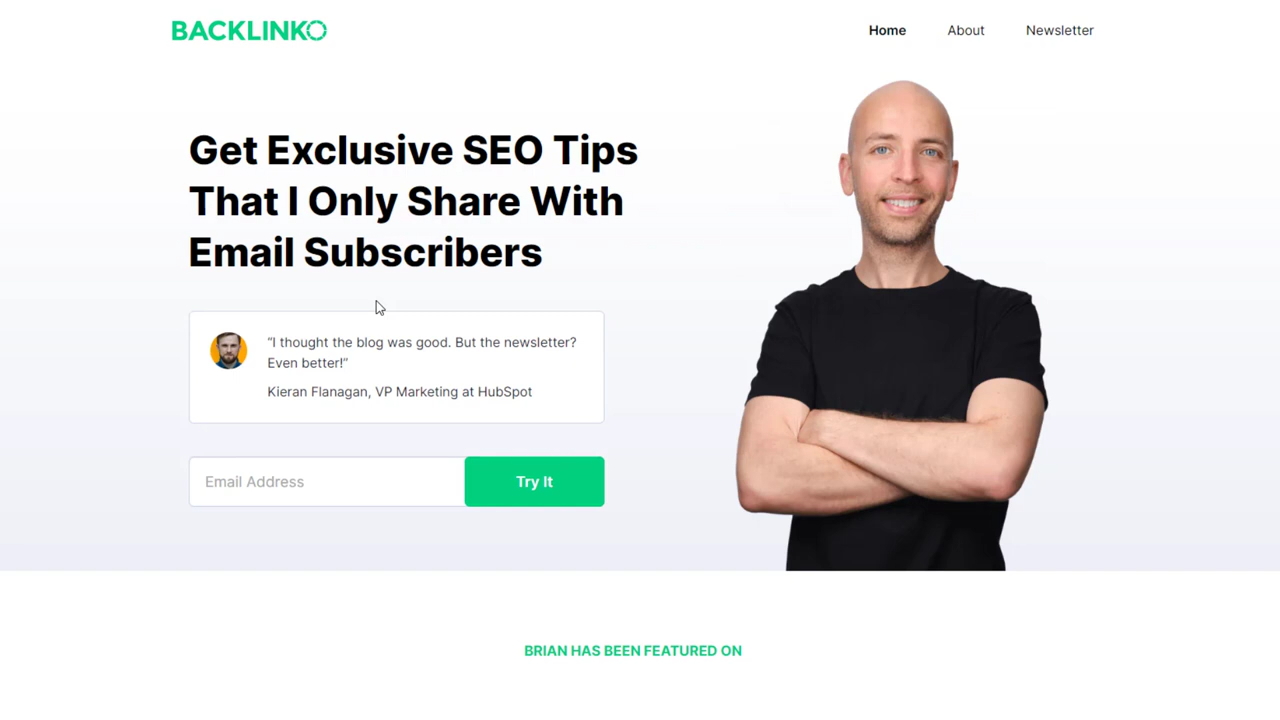 BACKLINKO
Home About Newsletter
Get Exclusive SEO Tips
That I Only Share With
Email Subscribers
“I thought the blog was good. But the newsletter?
Even better!”
Kieran Flanagan, VP Marketing at HubSpot
Email Address
Try It
BRIAN HAS BEEN FEATURED ON